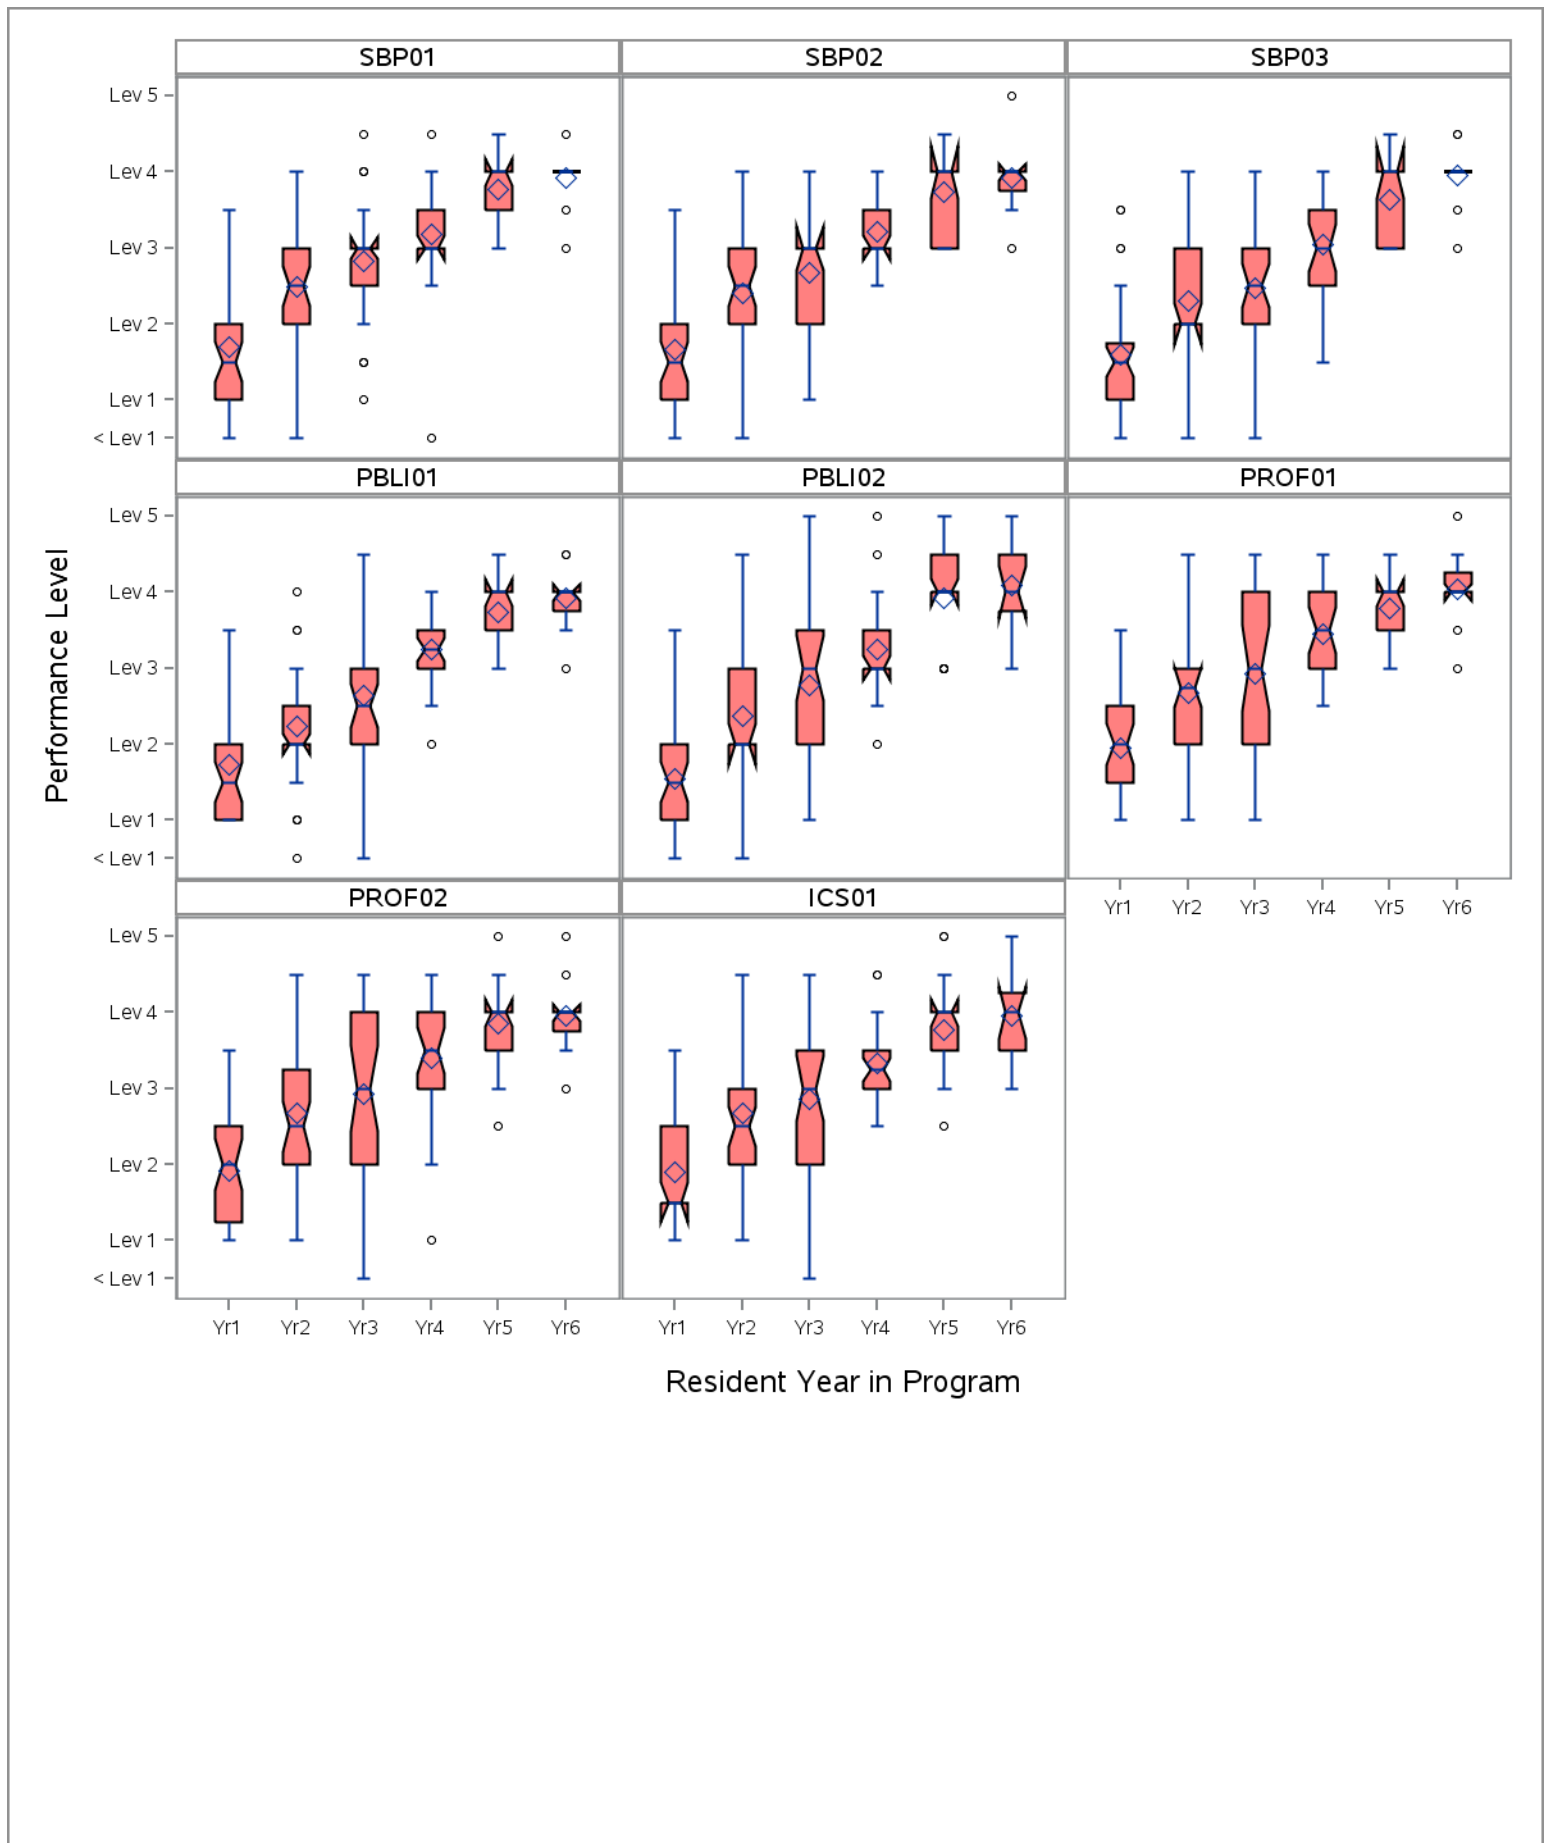 SBP01 SBP02 SBP03
Lev 5
Lev 4
Lev 3
Lev 2
Lev 1
< Lev 1
PBLI01 PBLI02 PROF01
Performance Level
Lev 5
Lev 4
Lev 3
Lev 2
Lev 1
< Lev 1
Yr1 Yr2 Yr3 Yr4 Yr5 Yr6
PROF02 ICS01
Lev 5
Lev 4
Lev 3
Lev 2
Lev 1
< Lev 1
Yr1 Yr2 Yr3 Yr4 Yr5 Yr6 Yr1 Yr2 Yr3 Yr4 Yr5 Yr6
Resident Year in Program